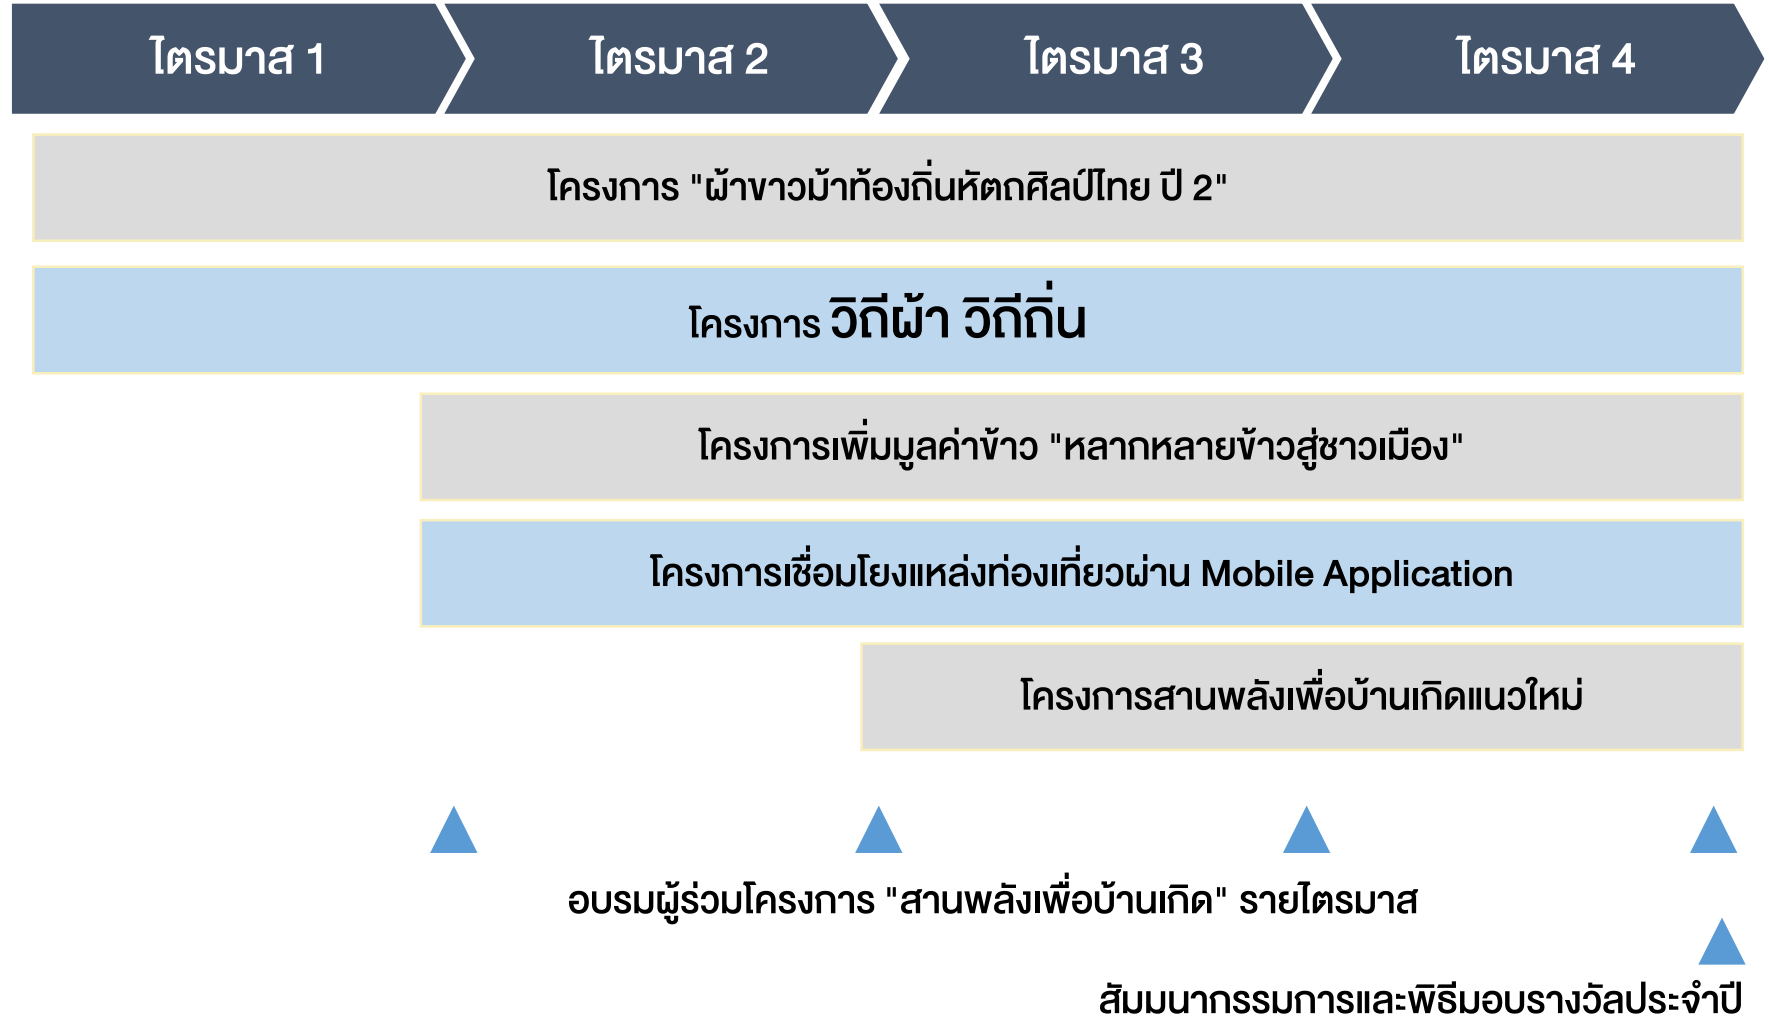 ไตรมาส 1
ไตรมาส 2
ไตรมาส 3
ไตรมาส 4
โครงการ "ผ้าขาวม้าท้องถิ่นหัตถศิลป์ไทย ปี 2"
โครงการ วิถีผ้า วิถีถิ่น
โครงการเพิ่มมูลค่าข้าว "หลากหลายข้าวสู่ชาวเมือง"
โครงการเชื่อมโยงแหล่งท่องเที่ยวผ่าน Mobile Application
โครงการสานพลังเพื่อบ้านเกิดแนวใหม่
อบรมผู้ร่วมโครงการ "สานพลังเพื่อบ้านเกิด" รายไตรมาส
สัมมนากรรมการและพิธีมอบรางวัลประจำปี